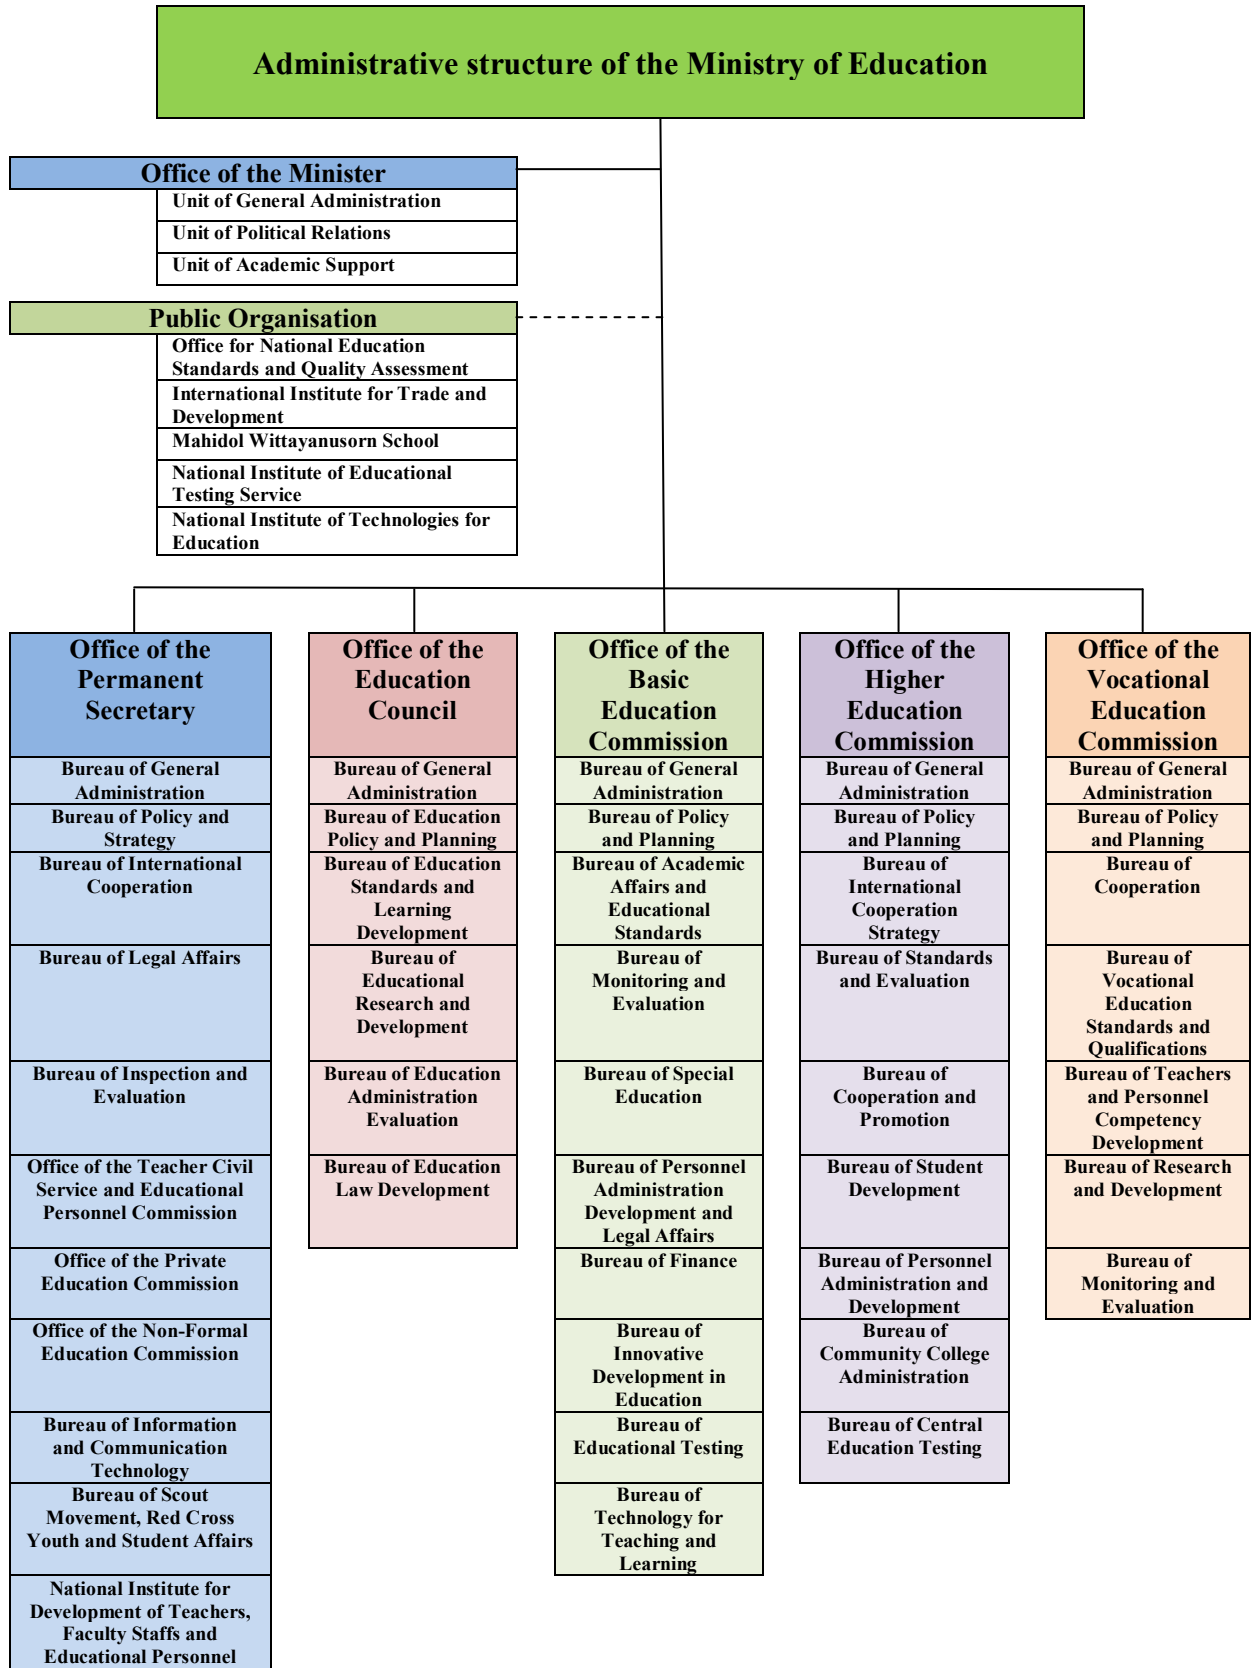 Administrative structure of the Ministry of Education
Office of the Minister
Unit of General Administration
Unit of Political Relations
Unit of Academic Support
Public Organisation
Office for National Education
Standards and Quality Assessment
International Institute for Trade and
Development
Mahidol Wittayanusorn School
National Institute of Educational
Testing Service
National Institute of Technologies for
Education
Office of the
Permanent
Secretary
Bureau of General
Administration
Bureau of Policy and
Strategy
Bureau of International
Cooperation
Bureau of Legal Affairs
Bureau of Inspection and
Evaluation
Office of the Teacher Civil
Service and Educational
Personnel Commission
Office of the Private
Education Commission
Office of the Non-Formal
Education Commission
Bureau of Information
and Communication
Technology
Bureau of Scout
Movement, Red Cross
Youth and Student Affairs
National Institute for
Development of Teachers,
Faculty Staffs and
Educational Personnel
Office of the
Education
Council
Bureau of General
Administration
Bureau of Education
Policy and Planning
Bureau of Education
Standards and
Learning
Development
Bureau of
Educational
Research and
Development
Bureau of Education
Administration
Evaluation
Bureau of Education
Law Development
Office of the
Basic
Education
Commission
Bureau of General
Administration
Bureau of Policy
and Planning
Bureau of Academic
Affairs and
Educational
Standards
Bureau of
Monitoring and
Evaluation
Bureau of Special
Education
Bureau of Personnel
Administration
Development and
Legal Affairs
Bureau of Finance
Bureau of
Innovative
Development in
Education
Bureau of
Educational Testing
Bureau of
Technology for
Teaching and
Learning
Office of the
Higher
Education
Commission
Bureau of General
Administration
Bureau of Policy
and Planning
Bureau of
International
Cooperation
Strategy
Bureau of Standards
and Evaluation
Bureau of
Cooperation and
Promotion
Bureau of Student
Development
Bureau of Personnel
Administration and
Development
Bureau of
Community College
Administration
Bureau of Central
Education Testing
Office of the
Vocational
Education
Commission
Bureau of General
Administration
Bureau of Policy
and Planning
Bureau of
Cooperation
Bureau of
Vocational
Education
Standards and
Qualifications
Bureau of Teachers
and Personnel
Competency
Development
Bureau of Research
and Development
Bureau of
Monitoring and
Evaluation